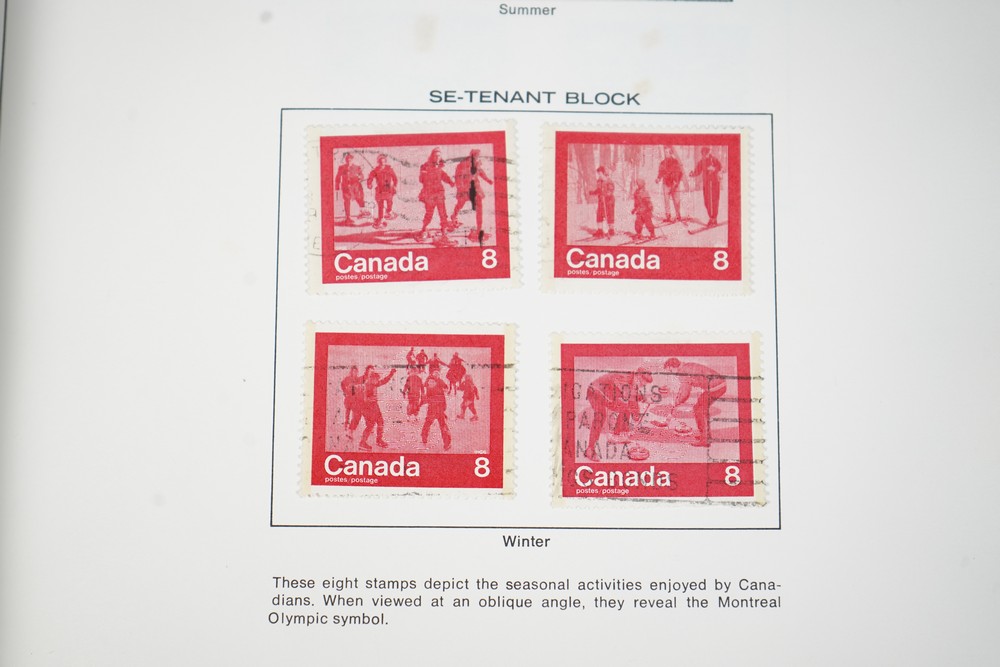 Summer
SE-TENANT BLOCK
Canada 8
postes/postage
Canada 8
postes/postage
Canada 8
postes/postage
Canada 8
postes/postage
Winter
These eight stamps depict the seasonal activities enjoyed by Cana-
dians. When viewed at an oblique angle, they reveal the Montreal
Olympic symbol.